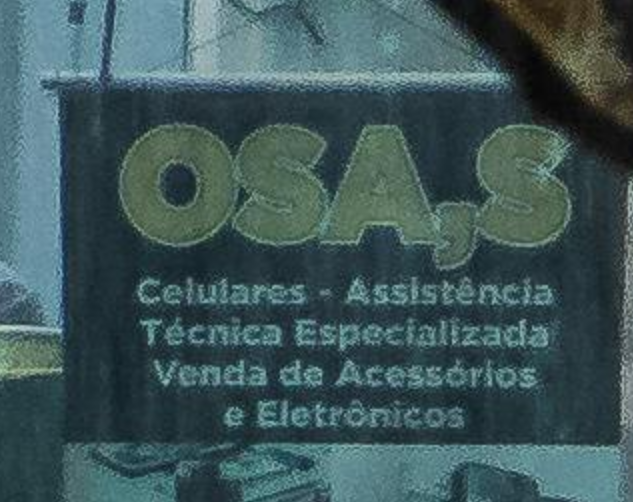 OSA,S
Celulares - Assistência
Técnica Especializada
Venda de Acessórios
e Eletrônicos